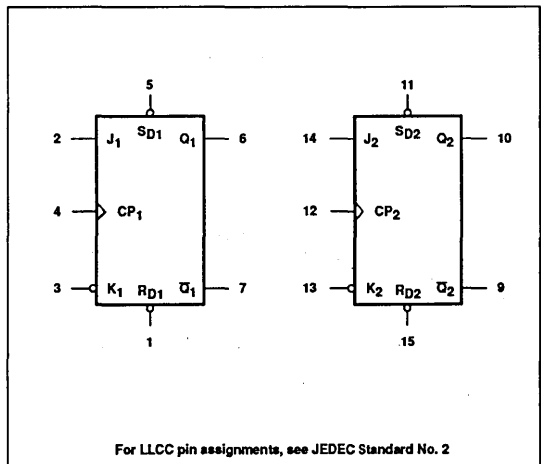 5
11
2 J1 SD1 Q1 6
14 J2 SD2 Q2 10
4 CP1
12 CP2
3 K1 RD1 Q̅1 7
13 K2 RD2 Q̅2 9
1
15
For LLCC pin assignments, see JEDEC Standard No. 2